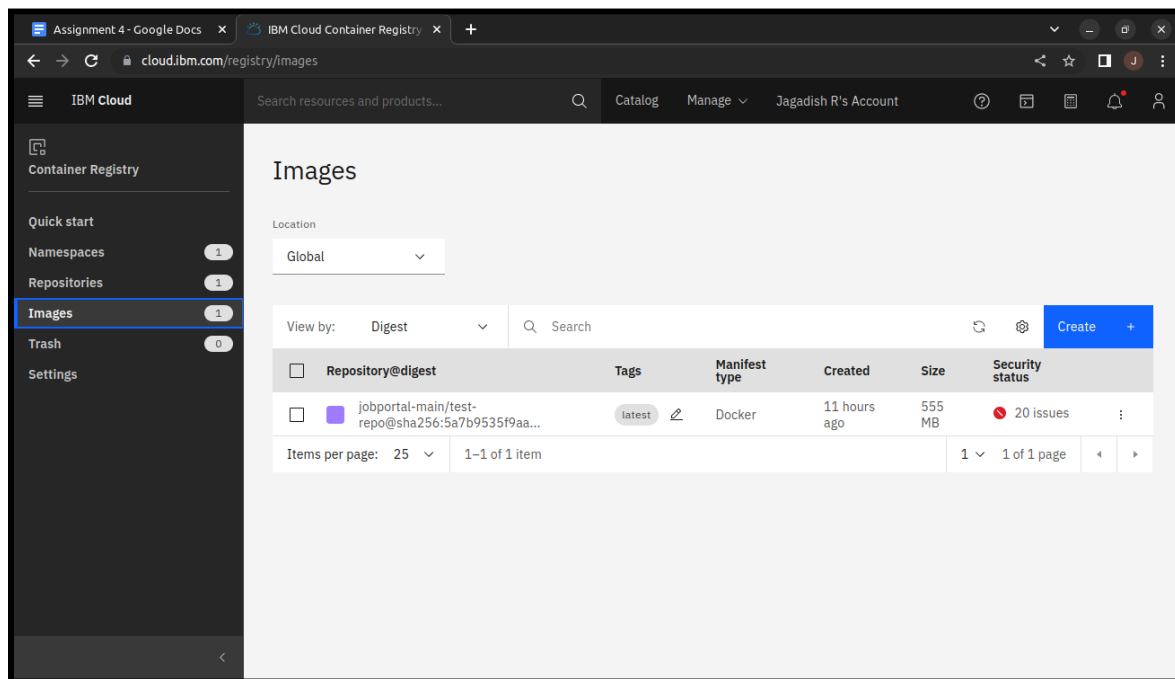 Assignment 4 - Google Docs
IBM Cloud Container Registry
cloud.ibm.com/registry/images
J
IBM Cloud
Search resources and products...
Catalog
Manage
Jagadish R's Account
Container Registry
Quick start
Namespaces 1
Repositories 1
Images 1
Trash 0
Settings
Images
Location
Global
View by: Digest
Search
Create +
Repository@digest Tags Manifest type Created Size Security status
jobportal-main/test-
repo@sha256:5a7b9535f9aa...
latest
Docker
11 hours
ago
555
MB
20 issues
Items per page: 25
1–1 of 1 item
1
1 of 1 page